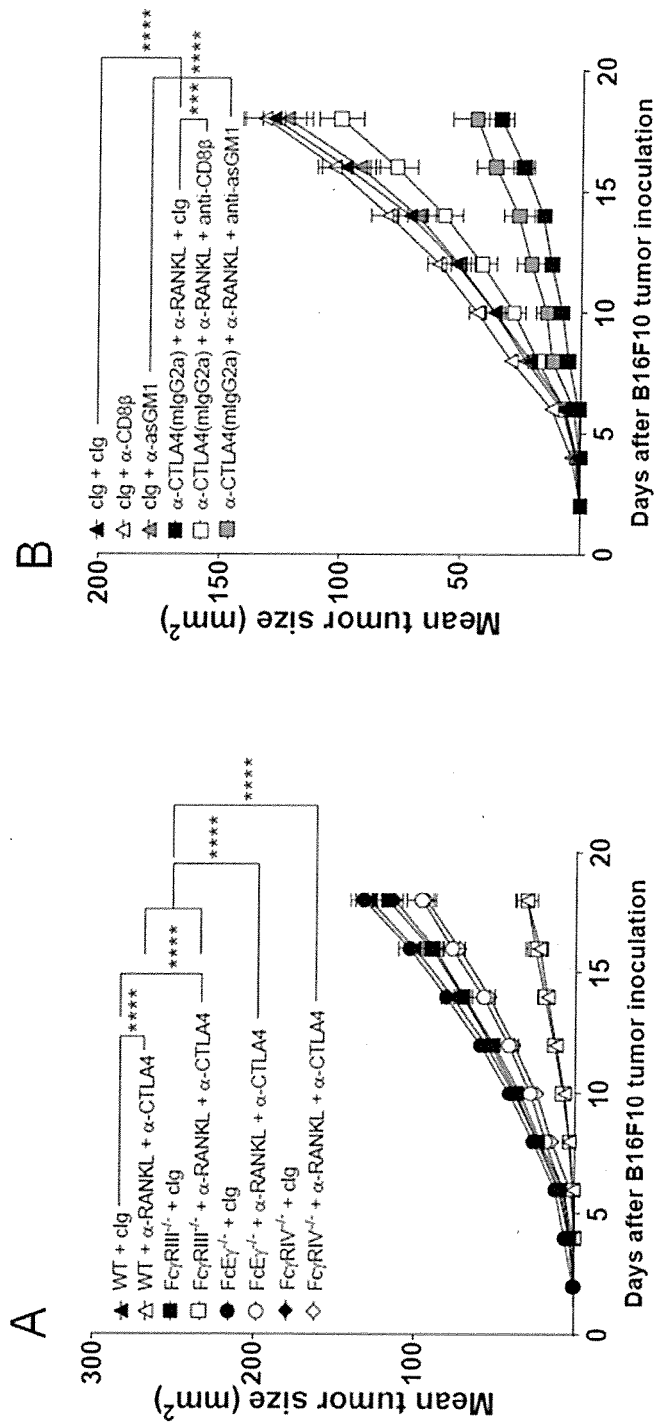 A
300
200
100
0
Mean tumor size (mm²)
0
5
10
15
20
Days after B16F10 tumor inoculation
WT + cIg
WT + α-RANKL + α-CTLA4
FcγRIII⁻/⁻ + cIg
FcγRIII⁻/⁻ + α-RANKL + α-CTLA4
FcEγ⁻/⁻ + cIg
FcEγ⁻/⁻ + α-RANKL + α-CTLA4
FcγRIV⁻/⁻ + cIg
FcγRIV⁻/⁻ + α-RANKL + α-CTLA4
****
****
****
****
B
200
150
100
50
0
Mean tumor size (mm²)
0
5
10
15
20
Days after B16F10 tumor inoculation
cIg + cIg
cIg + α-CD8β
cIg + α-asGM1
α-CTLA4(mIgG2a) + α-RANKL + cIg
α-CTLA4(mIgG2a) + α-RANKL + anti-CD8β
α-CTLA4(mIgG2a) + α-RANKL + anti-asGM1
****
***
****